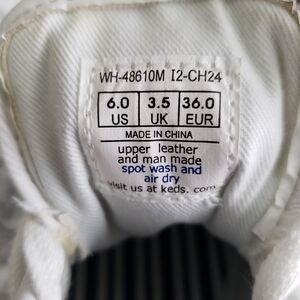 WH-48610M I2-CH24
6.0 3.5 36.0
US UK EUR
MADE IN CHINA
upper leather
and man made
spot wash and
air dry
visit us at keds. com